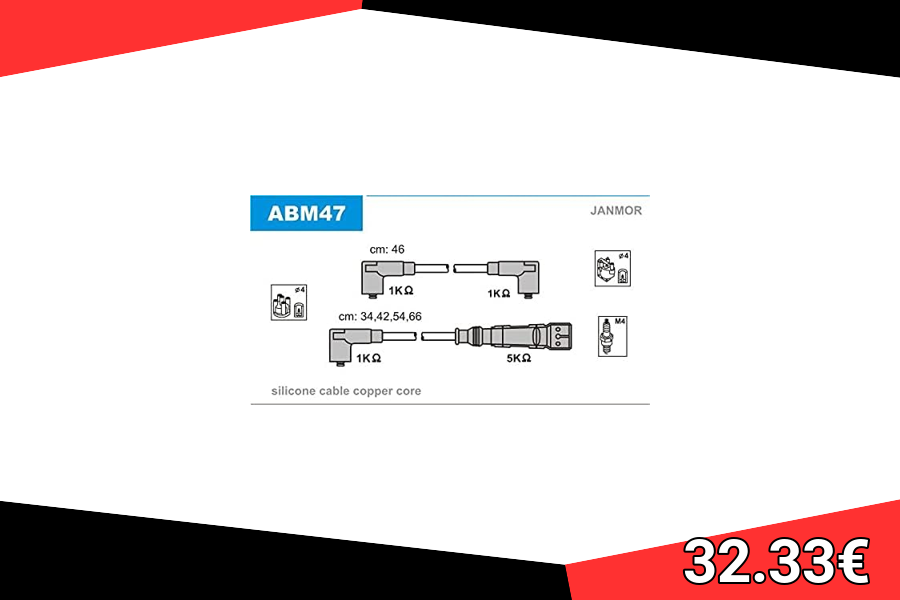 ABM47
JANMOR
cm: 46
ø4
1KΩ
1KΩ
ø4
cm: 34,42,54,66
M4
1KΩ
5KΩ
silicone cable copper core
32.33€